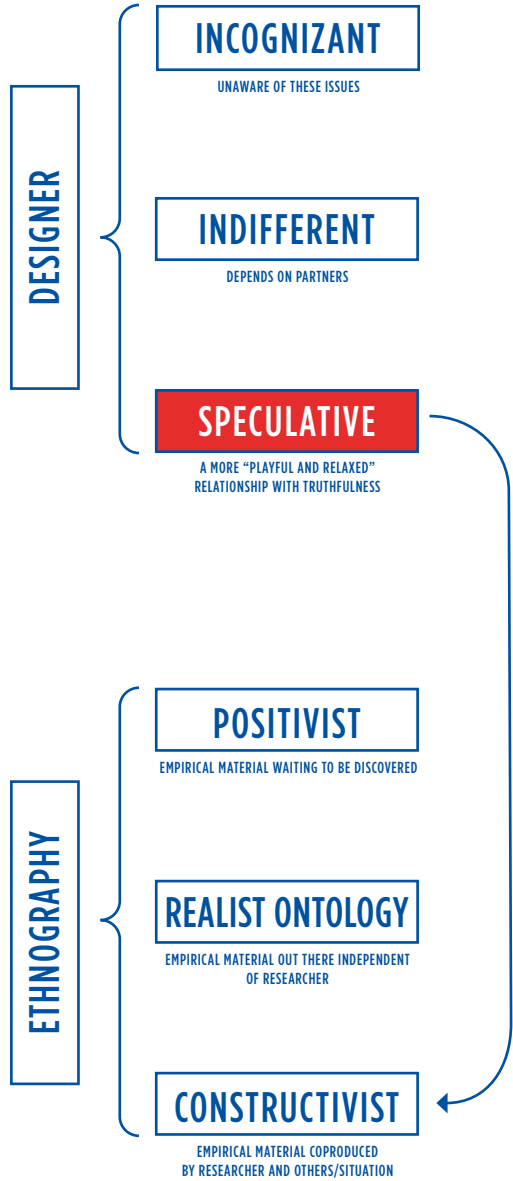 DESIGNER
INCOGNIZANT
UNAWARE OF THESE ISSUES
INDIFFERENT
DEPENDS ON PARTNERS
SPECULATIVE
A MORE “PLAYFUL AND RELAXED”
RELATIONSHIP WITH TRUTHFULNESS
ETHNOGRAPHY
POSITIVIST
EMPIRICAL MATERIAL WAITING TO BE DISCOVERED
REALIST ONTOLOGY
EMPIRICAL MATERIAL OUT THERE INDEPENDENT
OF RESEARCHER
CONSTRUCTIVIST
EMPIRICAL MATERIAL COPRODUCED
BY RESEARCHER AND OTHERS/SITUATION